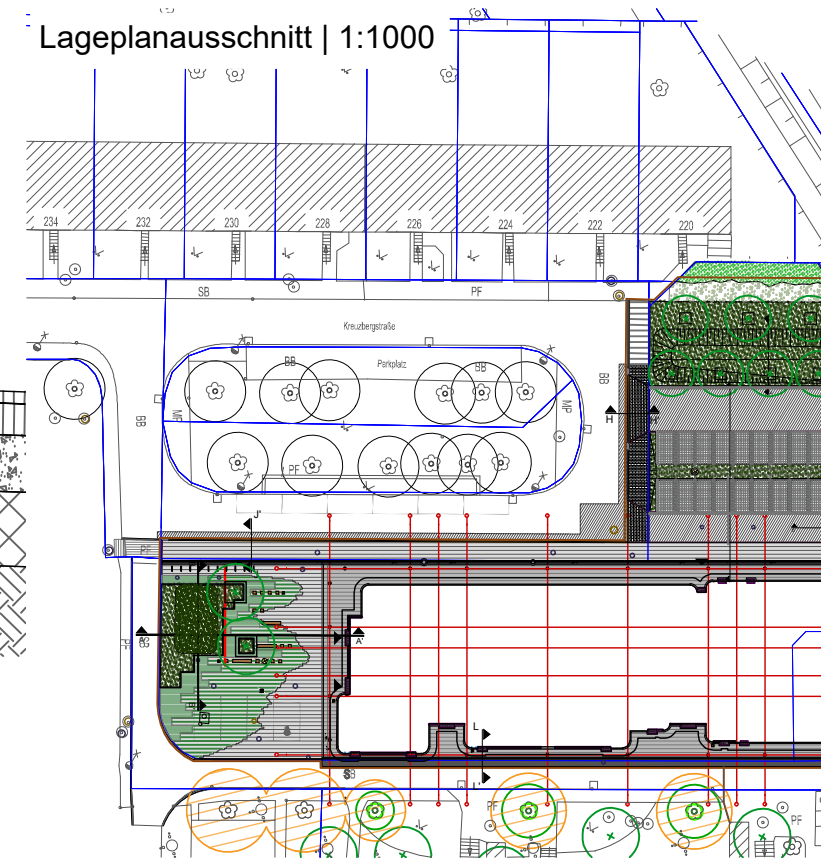 Lageplanausschnitt | 1:1000
234 232 230 228 226 224 222 220
SB PF
Kreuzbergstraße
BB Parkplatz BB BB
BB MP MP
H H'
PF
J'
PF
PF SB A A'
B
L
SB
L'
PF PF